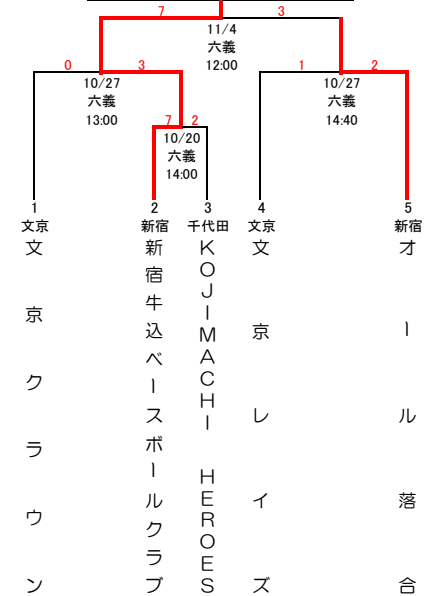 7 3
11/4
六義
12:00
0 3 1 2
10/27 10/27
六義 六義
13:00 14:40
7 2
10/20
六義
14:00
1 2 3 4 5
文京 新宿 千代田 文京 新宿
文京クラウン
新宿牛込ベースボールクラブ
KOJIMACHI HEROES
文京レイズ
オール落合